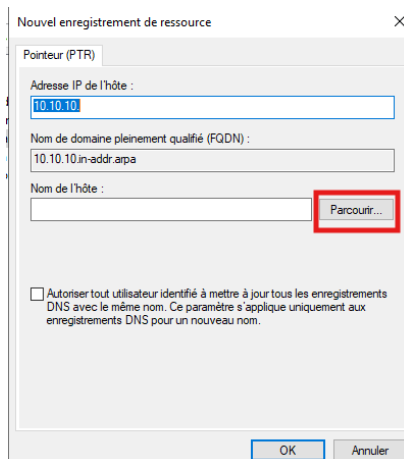 Nouvel enregistrement de ressource
Pointeur (PTR)
Adresse IP de l'hôte :
10.10.10.
Nom de domaine pleinement qualifié (FQDN) :
10.10.10.in-addr.arpa
Nom de l'hôte :
Parcourir...
Autoriser tout utilisateur identifié à mettre à jour tous les enregistrements
DNS avec le même nom. Ce paramètre s'applique uniquement aux
enregistrements DNS pour un nouveau nom.
OK Annuler